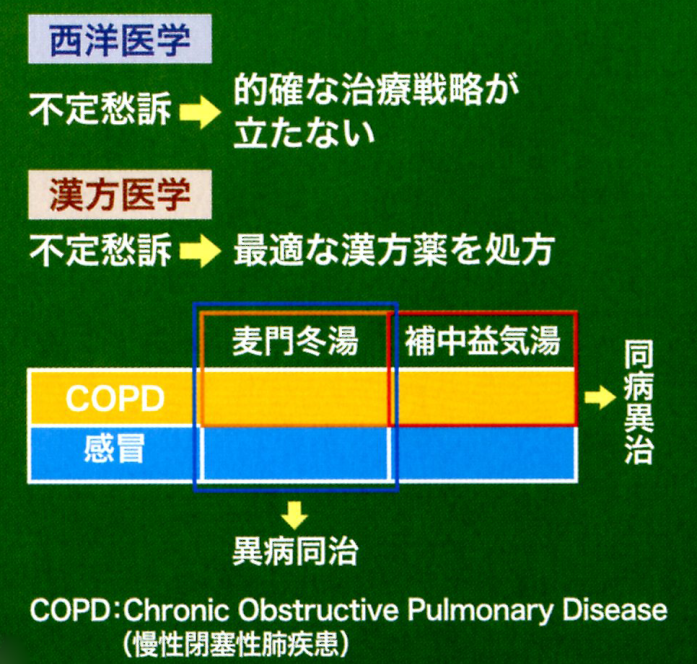 西洋医学
不定愁訴
的確な治療戦略が
立たない
漢方医学
不定愁訴
最適な漢方薬を処方
麦門冬湯
補中益気湯
COPD
感冒
同病異治
異病同治
COPD:Chronic Obstructive Pulmonary Disease
(慢性閉塞性肺疾患)